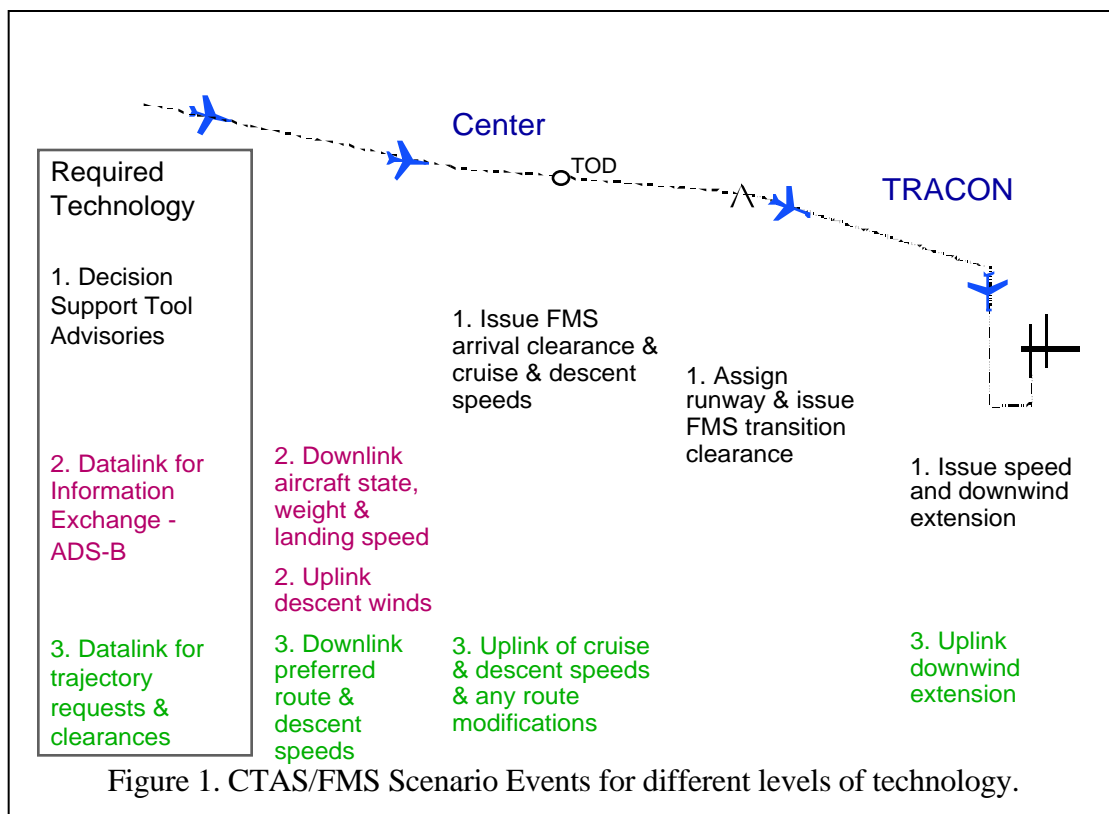 Center
TOD
TRACON
Required
Technology
1. Decision
Support Tool
Advisories
1. Issue FMS
arrival clearance &
cruise & descent
speeds
1. Assign
runway & issue
FMS transition
clearance
1. Issue speed
and downwind
extension
2. Datalink for
Information
Exchange -
ADS-B
2. Downlink
aircraft state,
weight &
landing speed
2. Uplink
descent winds
3. Datalink for
trajectory
requests &
clearances
3. Downlink
preferred
route &
descent
speeds
3. Uplink of cruise
& descent speeds
& any route
modifications
3. Uplink
downwind
extension
Figure 1. CTAS/FMS Scenario Events for different levels of technology.